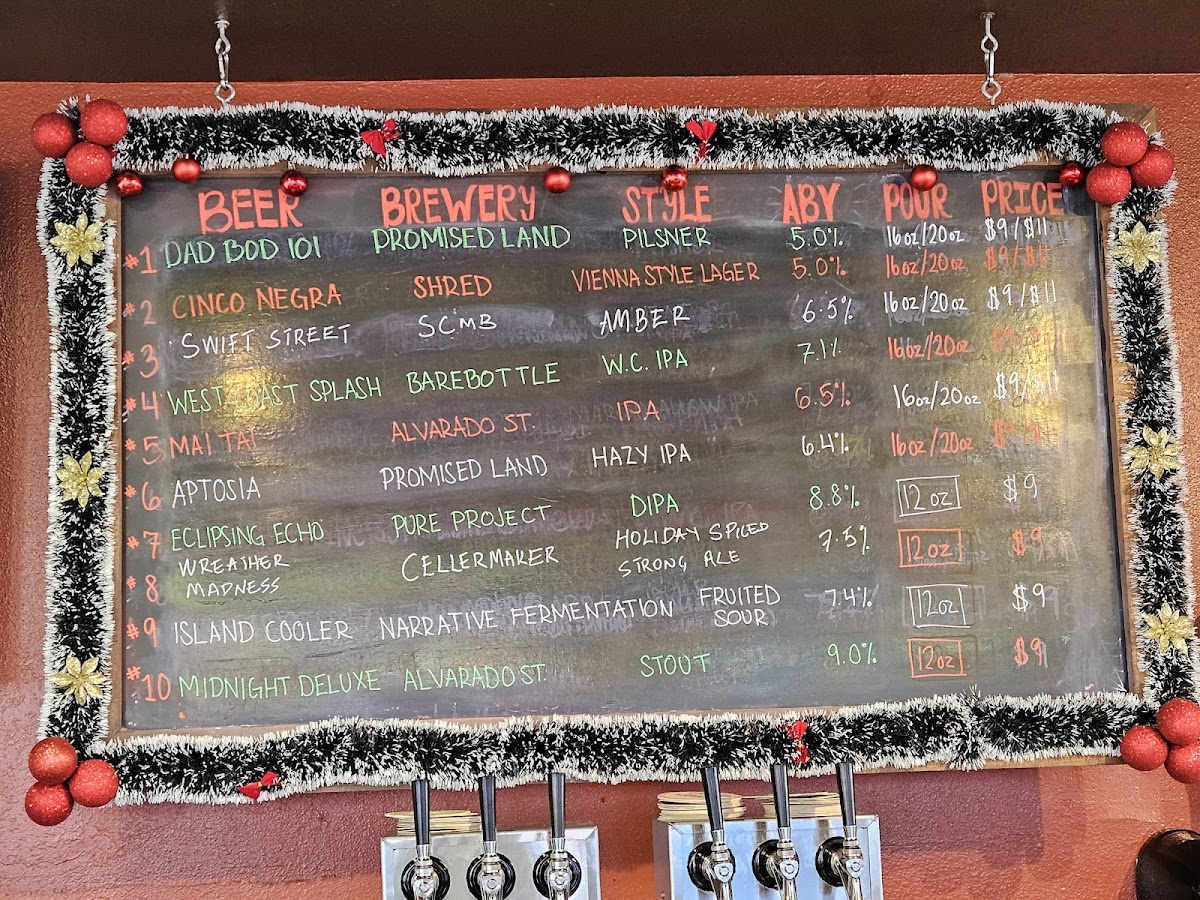 BEER BREWERY STYLE ABV POUR PRICE
#1 DAD BOD 101 PROMISED LAND PILSNER 5.0% 16oz/20oz $9/$11
#2 CINCO NEGRA SHRED VIENNA STYLE LAGER 5.0% 16oz/20oz $9/$11
#3 SWIFT STREET SCMB AMBER 6.5% 16oz/20oz $9/$11
#4 WEST SPLASH BAREBOTTLE W.C. IPA 7.1% 16oz/20oz
#5 MAI TAI ALVARADO ST. IPA 6.5% 16oz/20oz $9/$11
#6 APTOSIA PROMISED LAND HAZY IPA 6.4% 16oz/20oz
#7 ECLIPSING ECHO PURE PROJECT DIPA 8.8% 12oz $9
#8 WREATHER MADNESS CELLERMAKER HOLIDAY SPICED STRONG ALE 7.5% 12oz $9
#9 ISLAND COOLER NARRATIVE FERMENTATION FRUITED SOUR 7.4% 12oz $9
#10 MIDNIGHT DELUXE ALVARADO ST. STOUT 9.0% 12oz $9